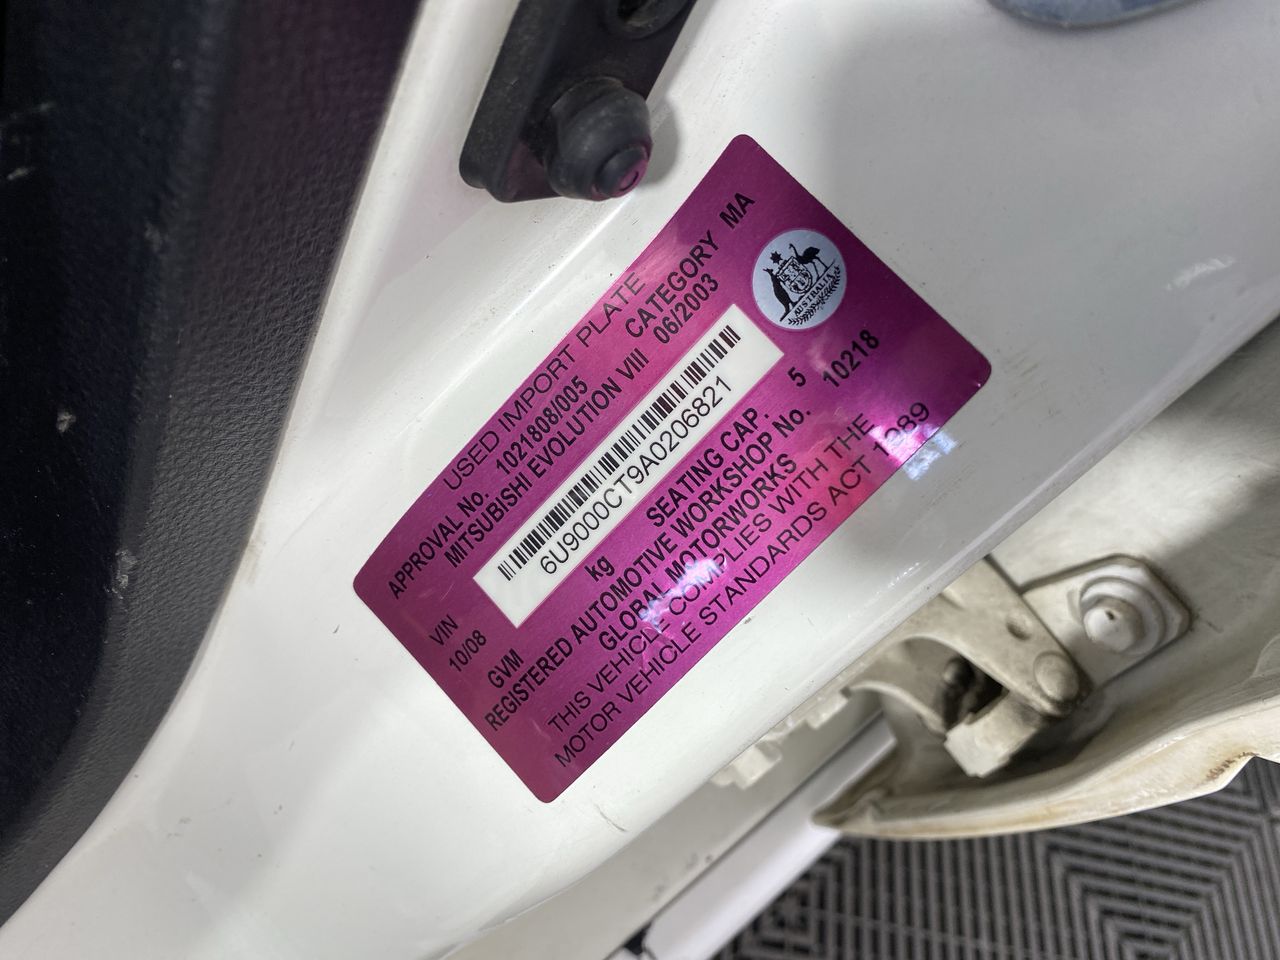 USED IMPORT PLATE
APPROVAL No. 1021808/005 CATEGORY MA
MITSUBISHI EVOLUTION VIII 06/2003
AUSTRALIA
VIN 6U9000CT9A0206821
10/08
GVM kg SEATING CAP. 5
REGISTERED AUTOMOTIVE WORKSHOP No. 10218
GLOBAL MOTORWORKS
THIS VEHICLE COMPLIES WITH THE
MOTOR VEHICLE STANDARDS ACT 1989